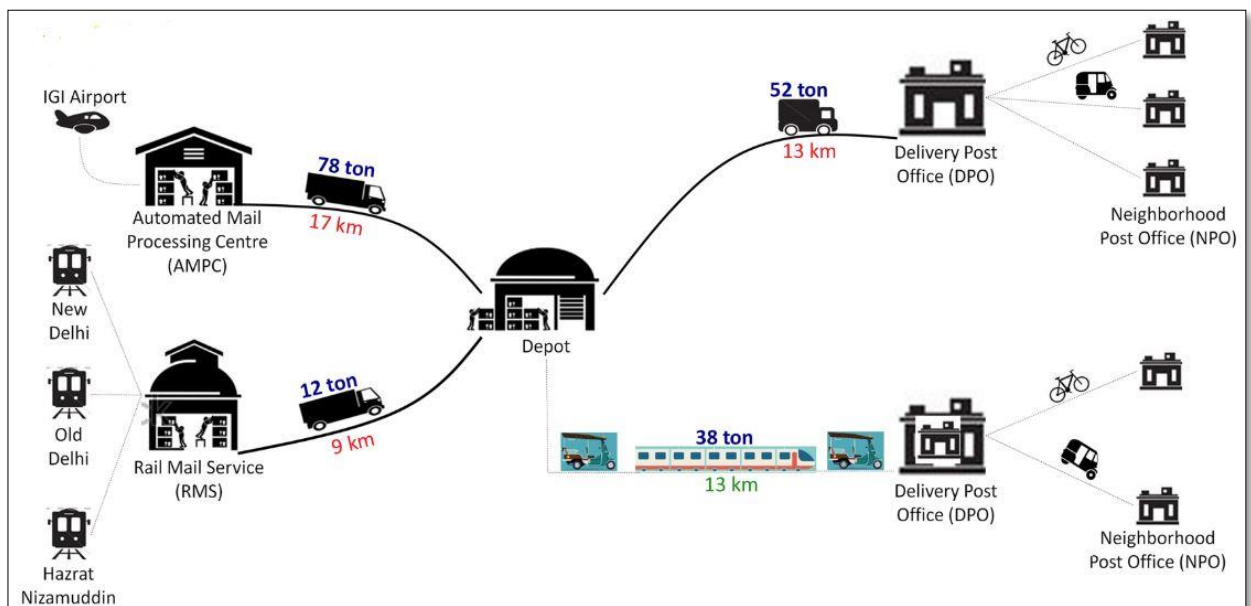 IGI Airport
Automated Mail
Processing Centre
(AMPC)
78 ton
17 km
New
Delhi
Old
Delhi
Hazrat
Nizamuddin
Rail Mail Service
(RMS)
12 ton
9 km
Depot
52 ton
13 km
Delivery Post
Office (DPO)
Neighborhood
Post Office (NPO)
38 ton
13 km
Delivery Post
Office (DPO)
Neighborhood
Post Office (NPO)